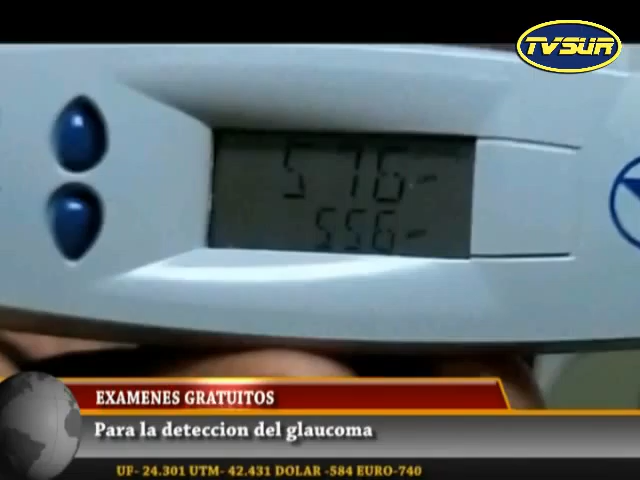 TVSUR
576-
556-
EXAMENES GRATUITOS
Para la deteccion del glaucoma
UF- 24.301 UTM- 42.431 DOLAR -584 EURO-740